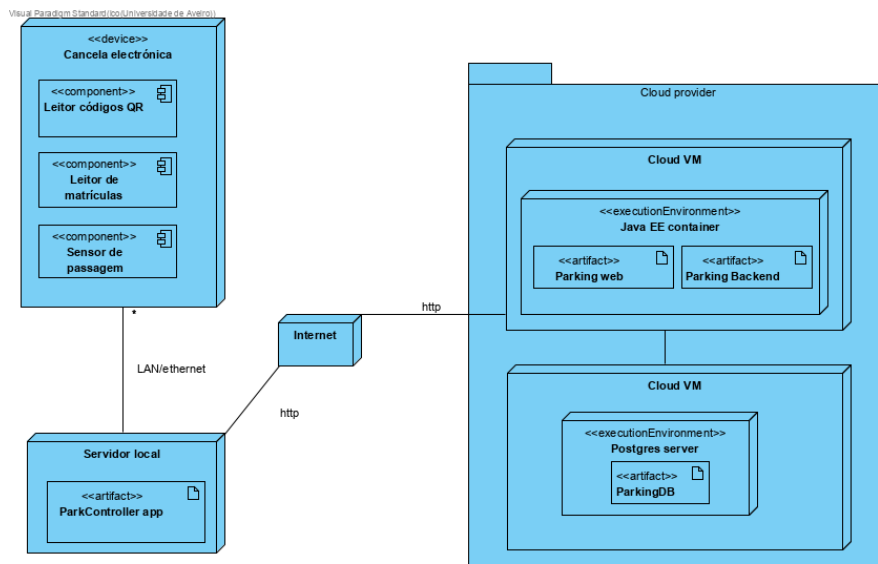 Visual Paradigm Standard(ico(Universidade de Aveiro))
<<device>>
Cancela electrónica
<<component>>
Leitor códigos QR
<<component>>
Leitor de
matrículas
<<component>>
Sensor de
passagem
*
LAN/ethernet
Servidor local
<<artifact>>
ParkController app
Internet
http
http
Cloud provider
Cloud VM
<<executionEnvironment>>
Java EE container
<<artifact>>
Parking web
<<artifact>>
Parking Backend
Cloud VM
<<executionEnvironment>>
Postgres server
<<artifact>>
ParkingDB